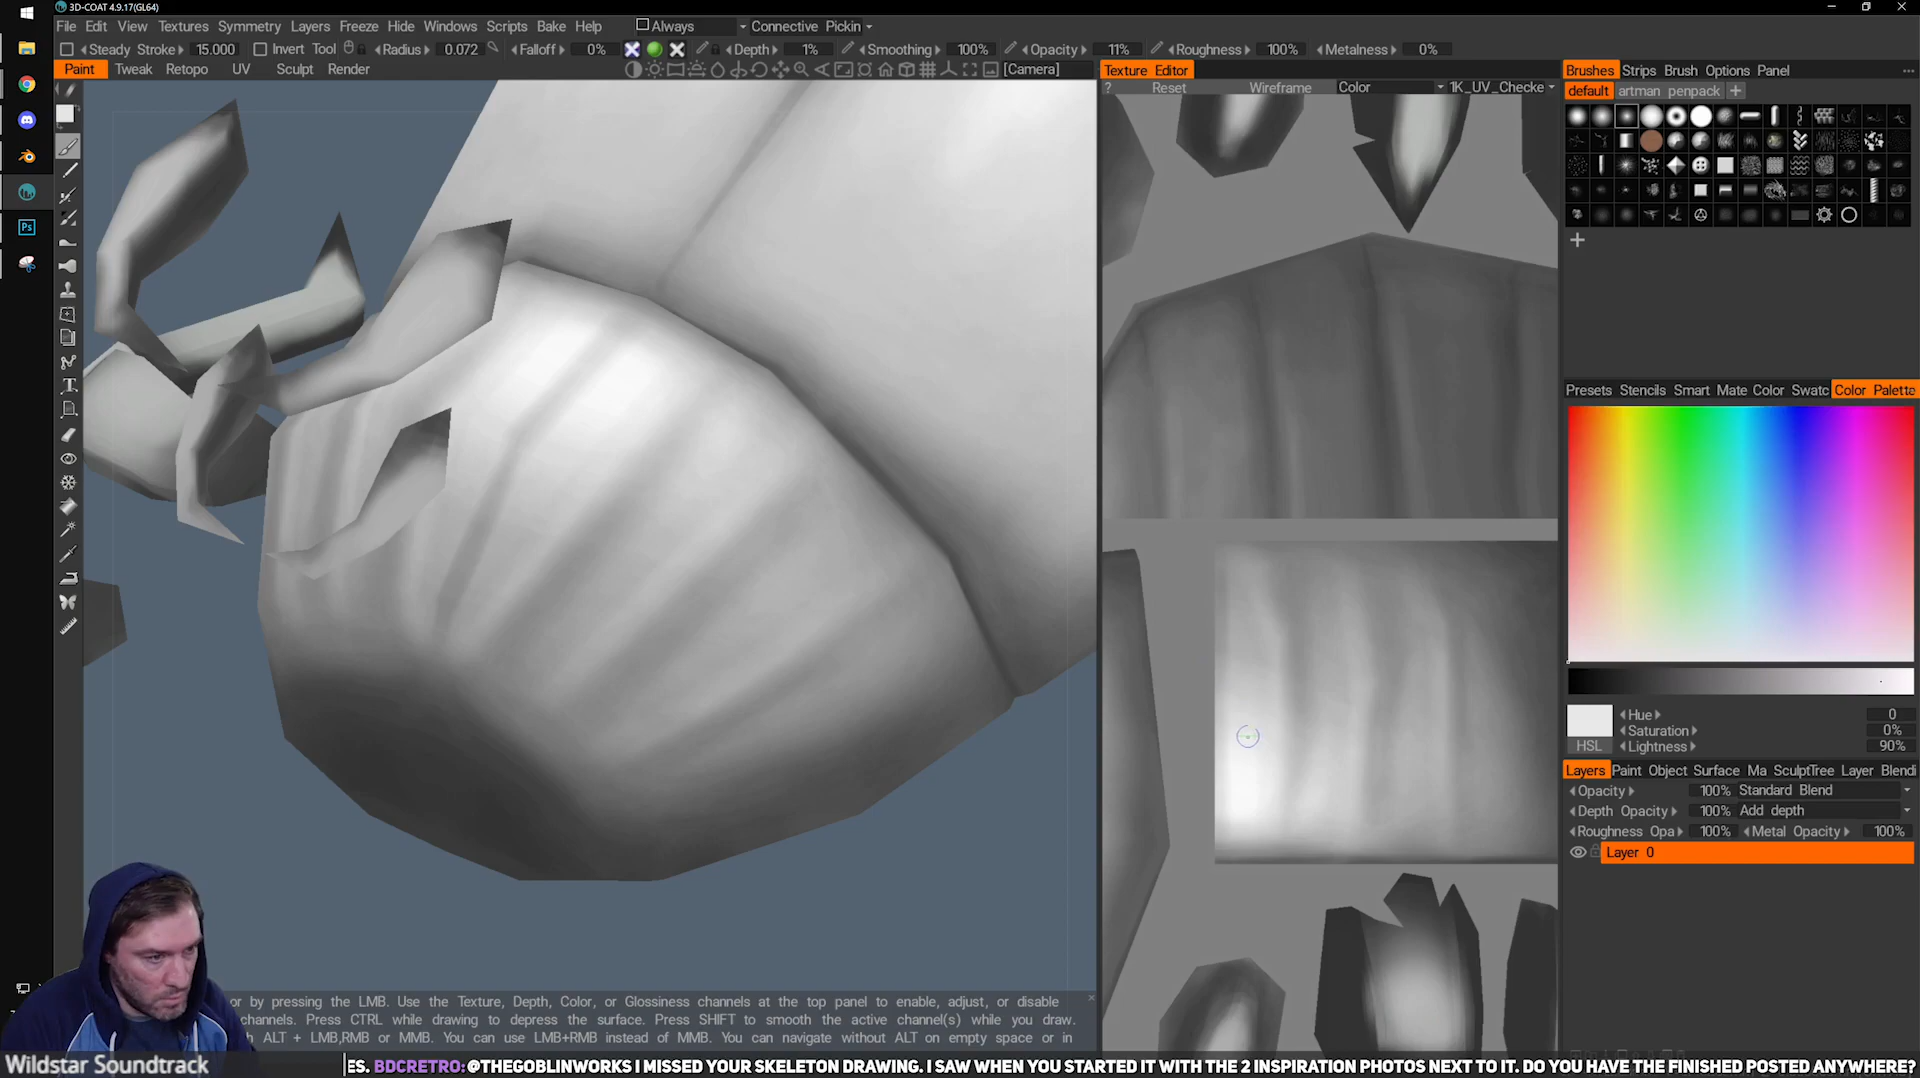 3D-COAT 4.9.17(GL64)
File Edit View Textures Symmetry Layers Freeze Hide Windows Scripts Bake Help Always Connective Pickin
Steady Stroke 15.000 Invert Tool Radius 0.072 Falloff 0% Depth 1% Smoothing 100% Opacity 11% Roughness 100% Metalness 0%
Paint Tweak Retopo UV Sculpt Render [Camera]
Texture Editor
? Reset Wireframe Color 1K_UV_Checke
Brushes Strips Brush Options Panel
default artman penpack +
Presets Stencils Smart Mate Color Swatc Color Palette
Hue 0
Saturation 0%
HSL Lightness 90%
Layers Paint Object Surface Ma SculptTree Layer Blendi
Opacity 100% Standard Blend
Depth Opacity 100% Add depth
Roughness Opa 100% Metal Opacity 100%
Layer 0
or by pressing the LMB. Use the Texture, Depth, Color, or Glossiness channels at the top panel to enable, adjust, or disable
channels. Press CTRL while drawing to depress the surface. Press SHIFT to smooth the active channel(s) while you draw.
ALT + LMB,RMB or MMB. You can use LMB+RMB instead of MMB. You can navigate without ALT on empty space or in
Wildstar Soundtrack
ES. BDCRETRO: @THEGOBLINWORKS I MISSED YOUR SKELETON DRAWING. I SAW WHEN YOU STARTED IT WITH THE 2 INSPIRATION PHOTOS NEXT TO IT. DO YOU HAVE THE FINISHED POSTED ANYWHERE?